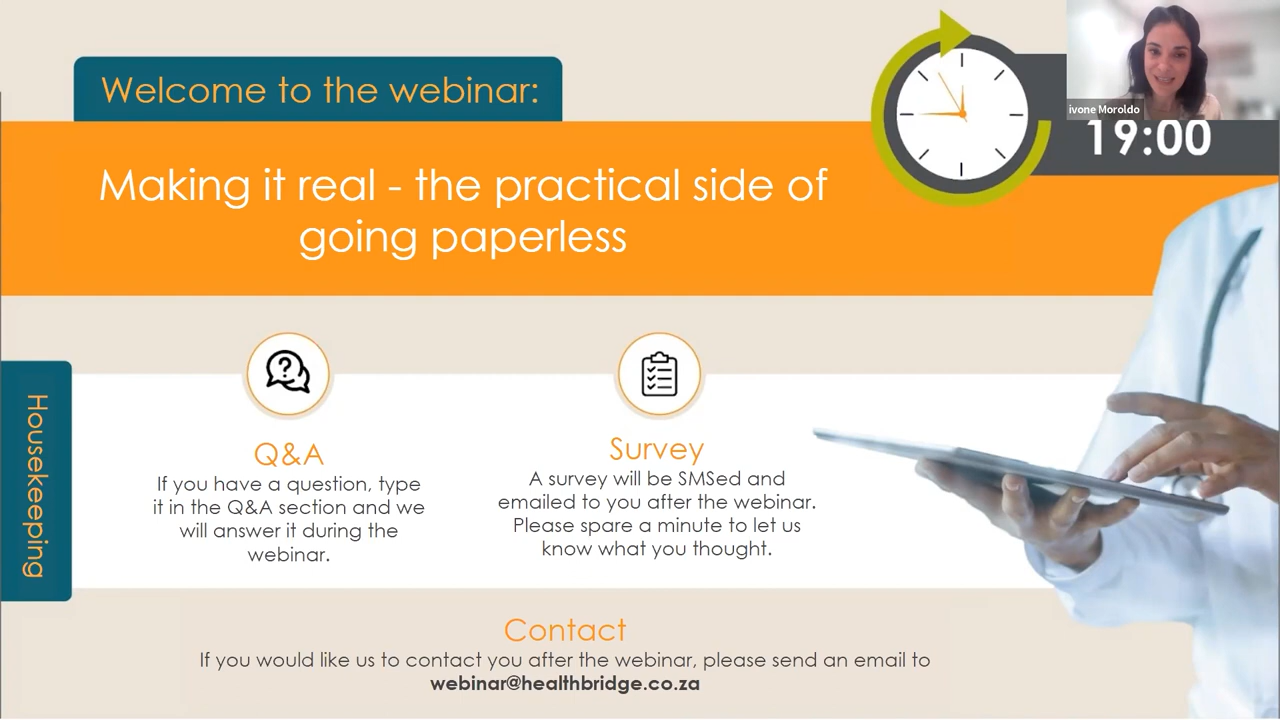 Welcome to the webinar:
ivone Moroldo
19:00
Making it real - the practical side of
going paperless
Housekeeping
Q&A
If you have a question, type
it in the Q&A section and we
will answer it during the
webinar.
Survey
A survey will be SMSed and
emailed to you after the webinar.
Please spare a minute to let us
know what you thought.
Contact
If you would like us to contact you after the webinar, please send an email to
webinar@healthbridge.co.za